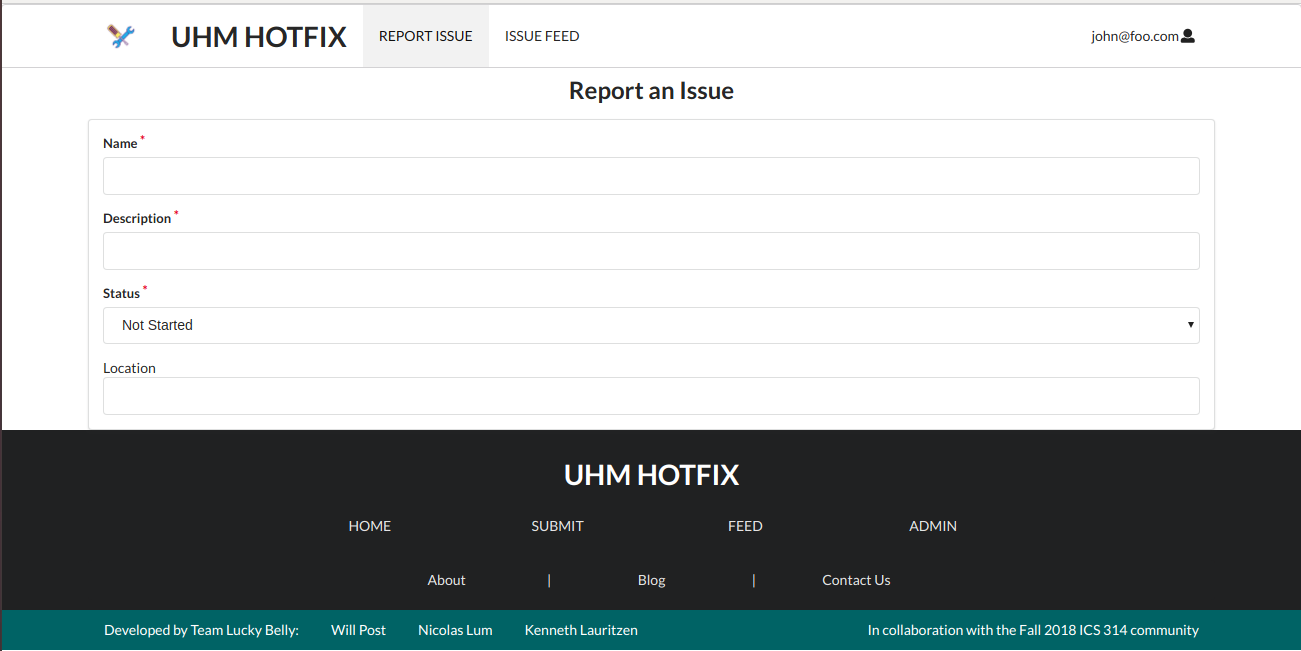 UHM HOTFIX REPORT ISSUE ISSUE FEED john@foo.com
Report an Issue
Name *
Description *
Status *
Not Started
Location
UHM HOTFIX
HOME SUBMIT FEED ADMIN
About | Blog | Contact Us
Developed by Team Lucky Belly: Will Post Nicolas Lum Kenneth Lauritzen In collaboration with the Fall 2018 ICS 314 community